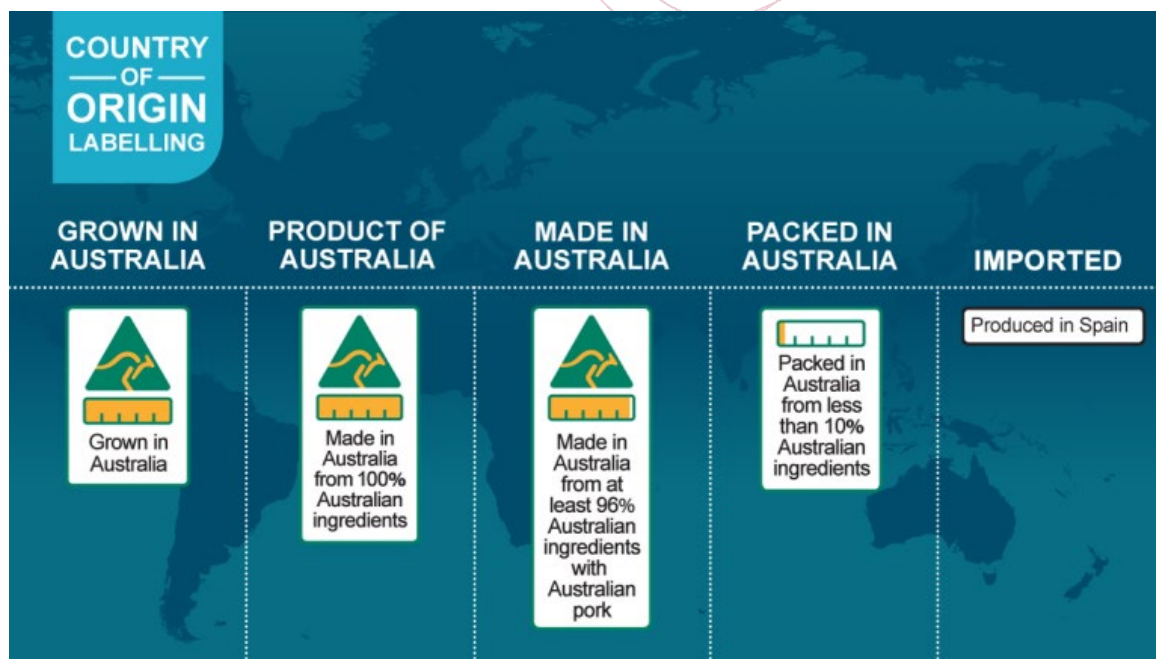 COUNTRY
OF
ORIGIN
LABELLING
GROWN IN
AUSTRALIA
PRODUCT OF
AUSTRALIA
MADE IN
AUSTRALIA
PACKED IN
AUSTRALIA
IMPORTED
Grown in
Australia
Made in
Australia
from 100%
Australian
ingredients
Made in
Australia
from at
least 96%
Australian
ingredients
with
Australian
pork
Packed in
Australia
from less
than 10%
Australian
ingredients
Produced in Spain